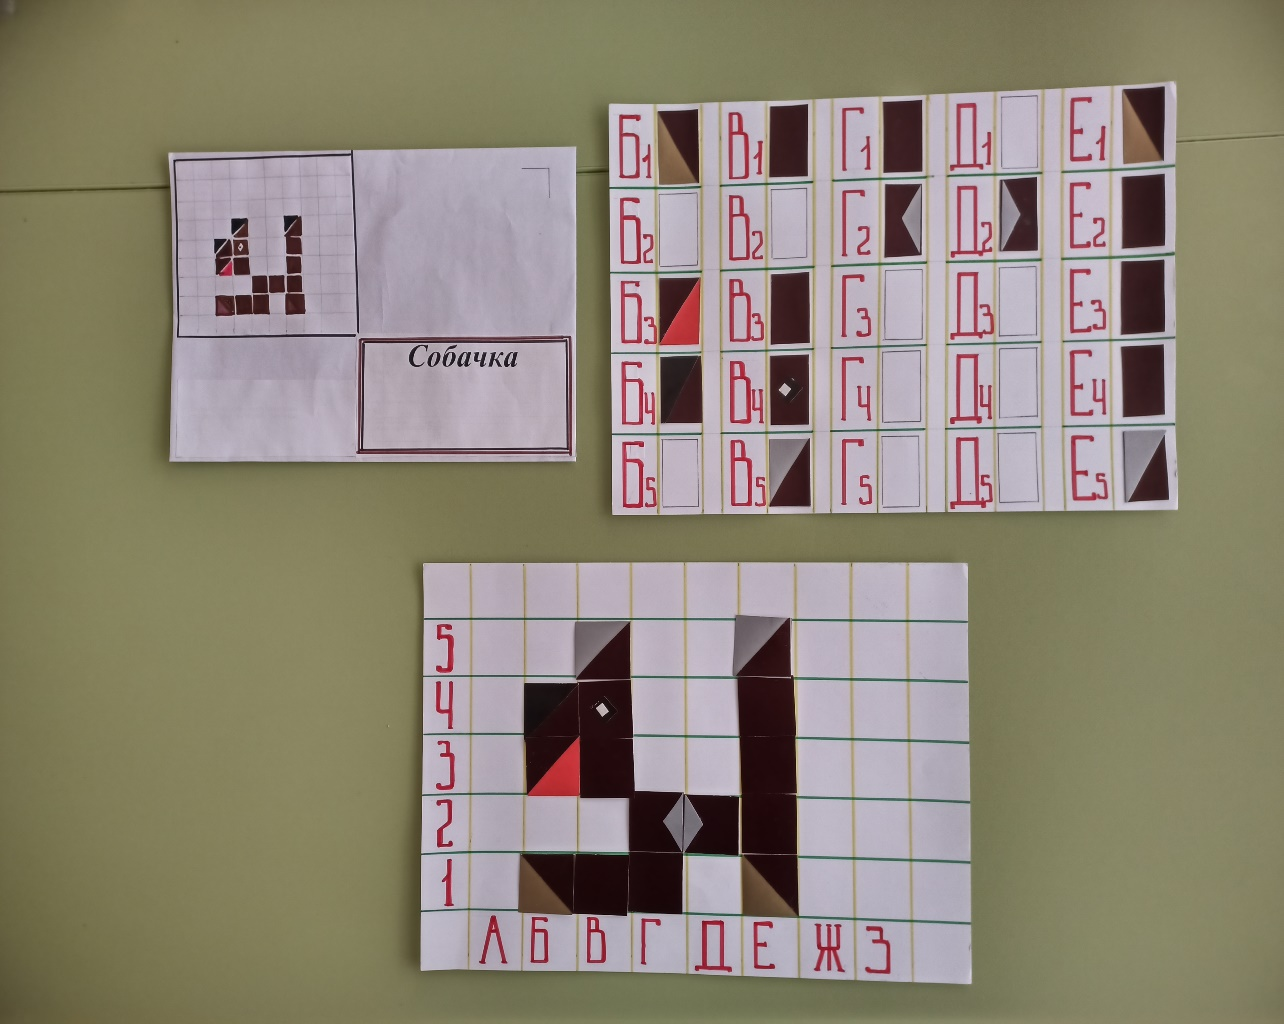 Собачка
Б1 В1 Г1 Д1 Е1
Б2 В2 Г2 Д2 Е2
Б3 В3 Г3 Д3 Е3
Б4 В4 Г4 Д4 Е4
Б5 В5 Г5 Д5 Е5
5
4
3
2
1
А Б В Г Д Е Ж З